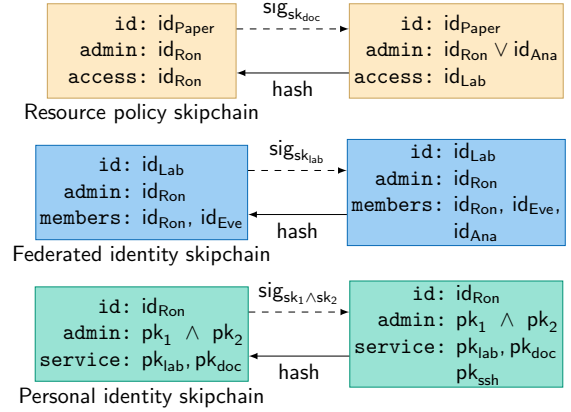 id: id_Paper
admin: id_Ron
access: id_Ron
sig_sk_doc
hash
id: id_Paper
admin: id_Ron ∨ id_Ana
access: id_Lab
Resource policy skipchain
id: id_Lab
admin: id_Ron
members: id_Ron, id_Eve
sig_sk_lab
hash
id: id_Lab
admin: id_Ron
members: id_Ron, id_Eve,
id_Ana
Federated identity skipchain
id: id_Ron
admin: pk_1 ∧ pk_2
service: pk_lab, pk_doc
sig_sk_1∧sk_2
hash
id: id_Ron
admin: pk_1 ∧ pk_2
service: pk_lab, pk_doc
pk_ssh
Personal identity skipchain